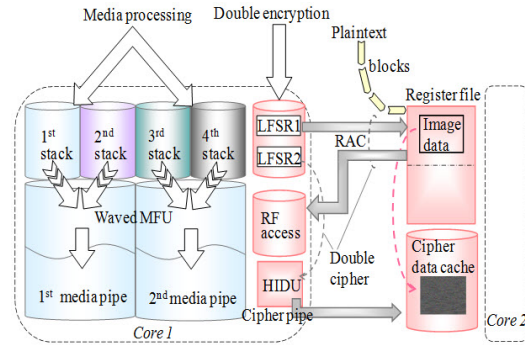 Media processing
Double encryption
Plaintext
blocks
Register file
1st stack
2nd stack
3rd stack
4th stack
LFSR1
LFSR2
RAC
Image data
Waved MFU
RF access
Double cipher
Cipher data cache
HIDU
1st media pipe
2nd media pipe
Cipher pipe
Core 1
Core 2